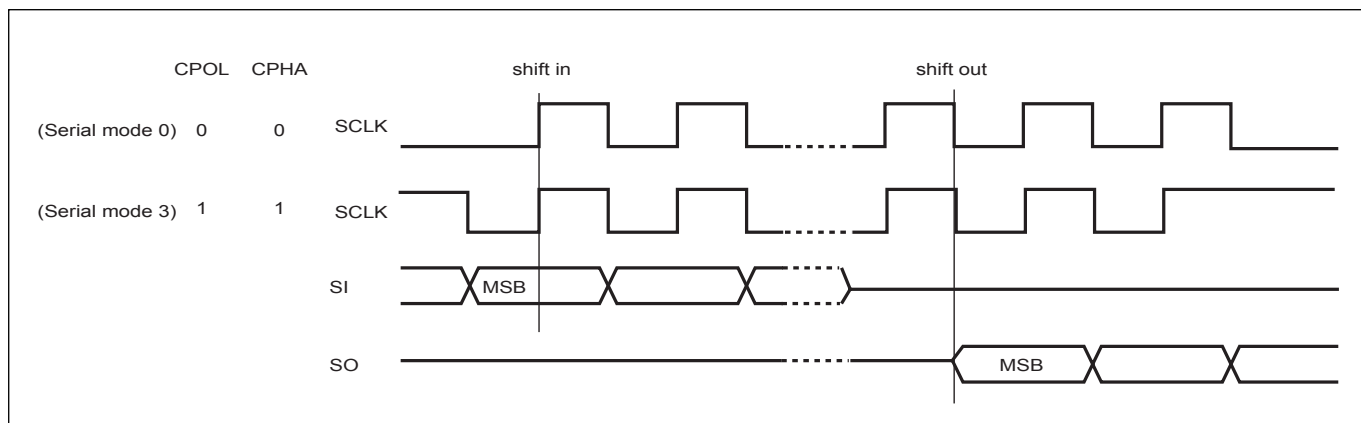 CPOL CPHA shift in shift out
(Serial mode 0) 0 0 SCLK
(Serial mode 3) 1 1 SCLK
SI MSB
SO MSB